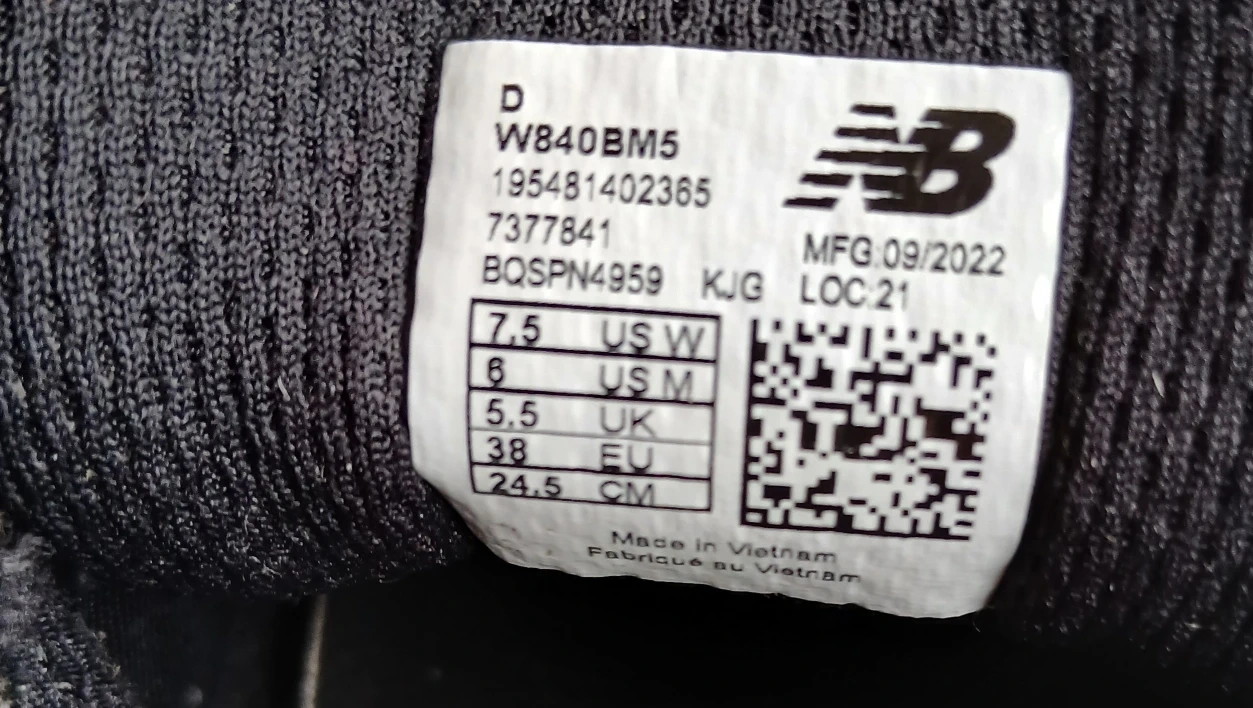 D
W840BM5
195481402365
7377841
BQSPN4959 KJG
NB
MFG:09/2022
LOC:21
7.5 US W
6 US M
5.5 UK
38 EU
24.5 CM
Made in Vietnam
Fabriqué au Vietnam